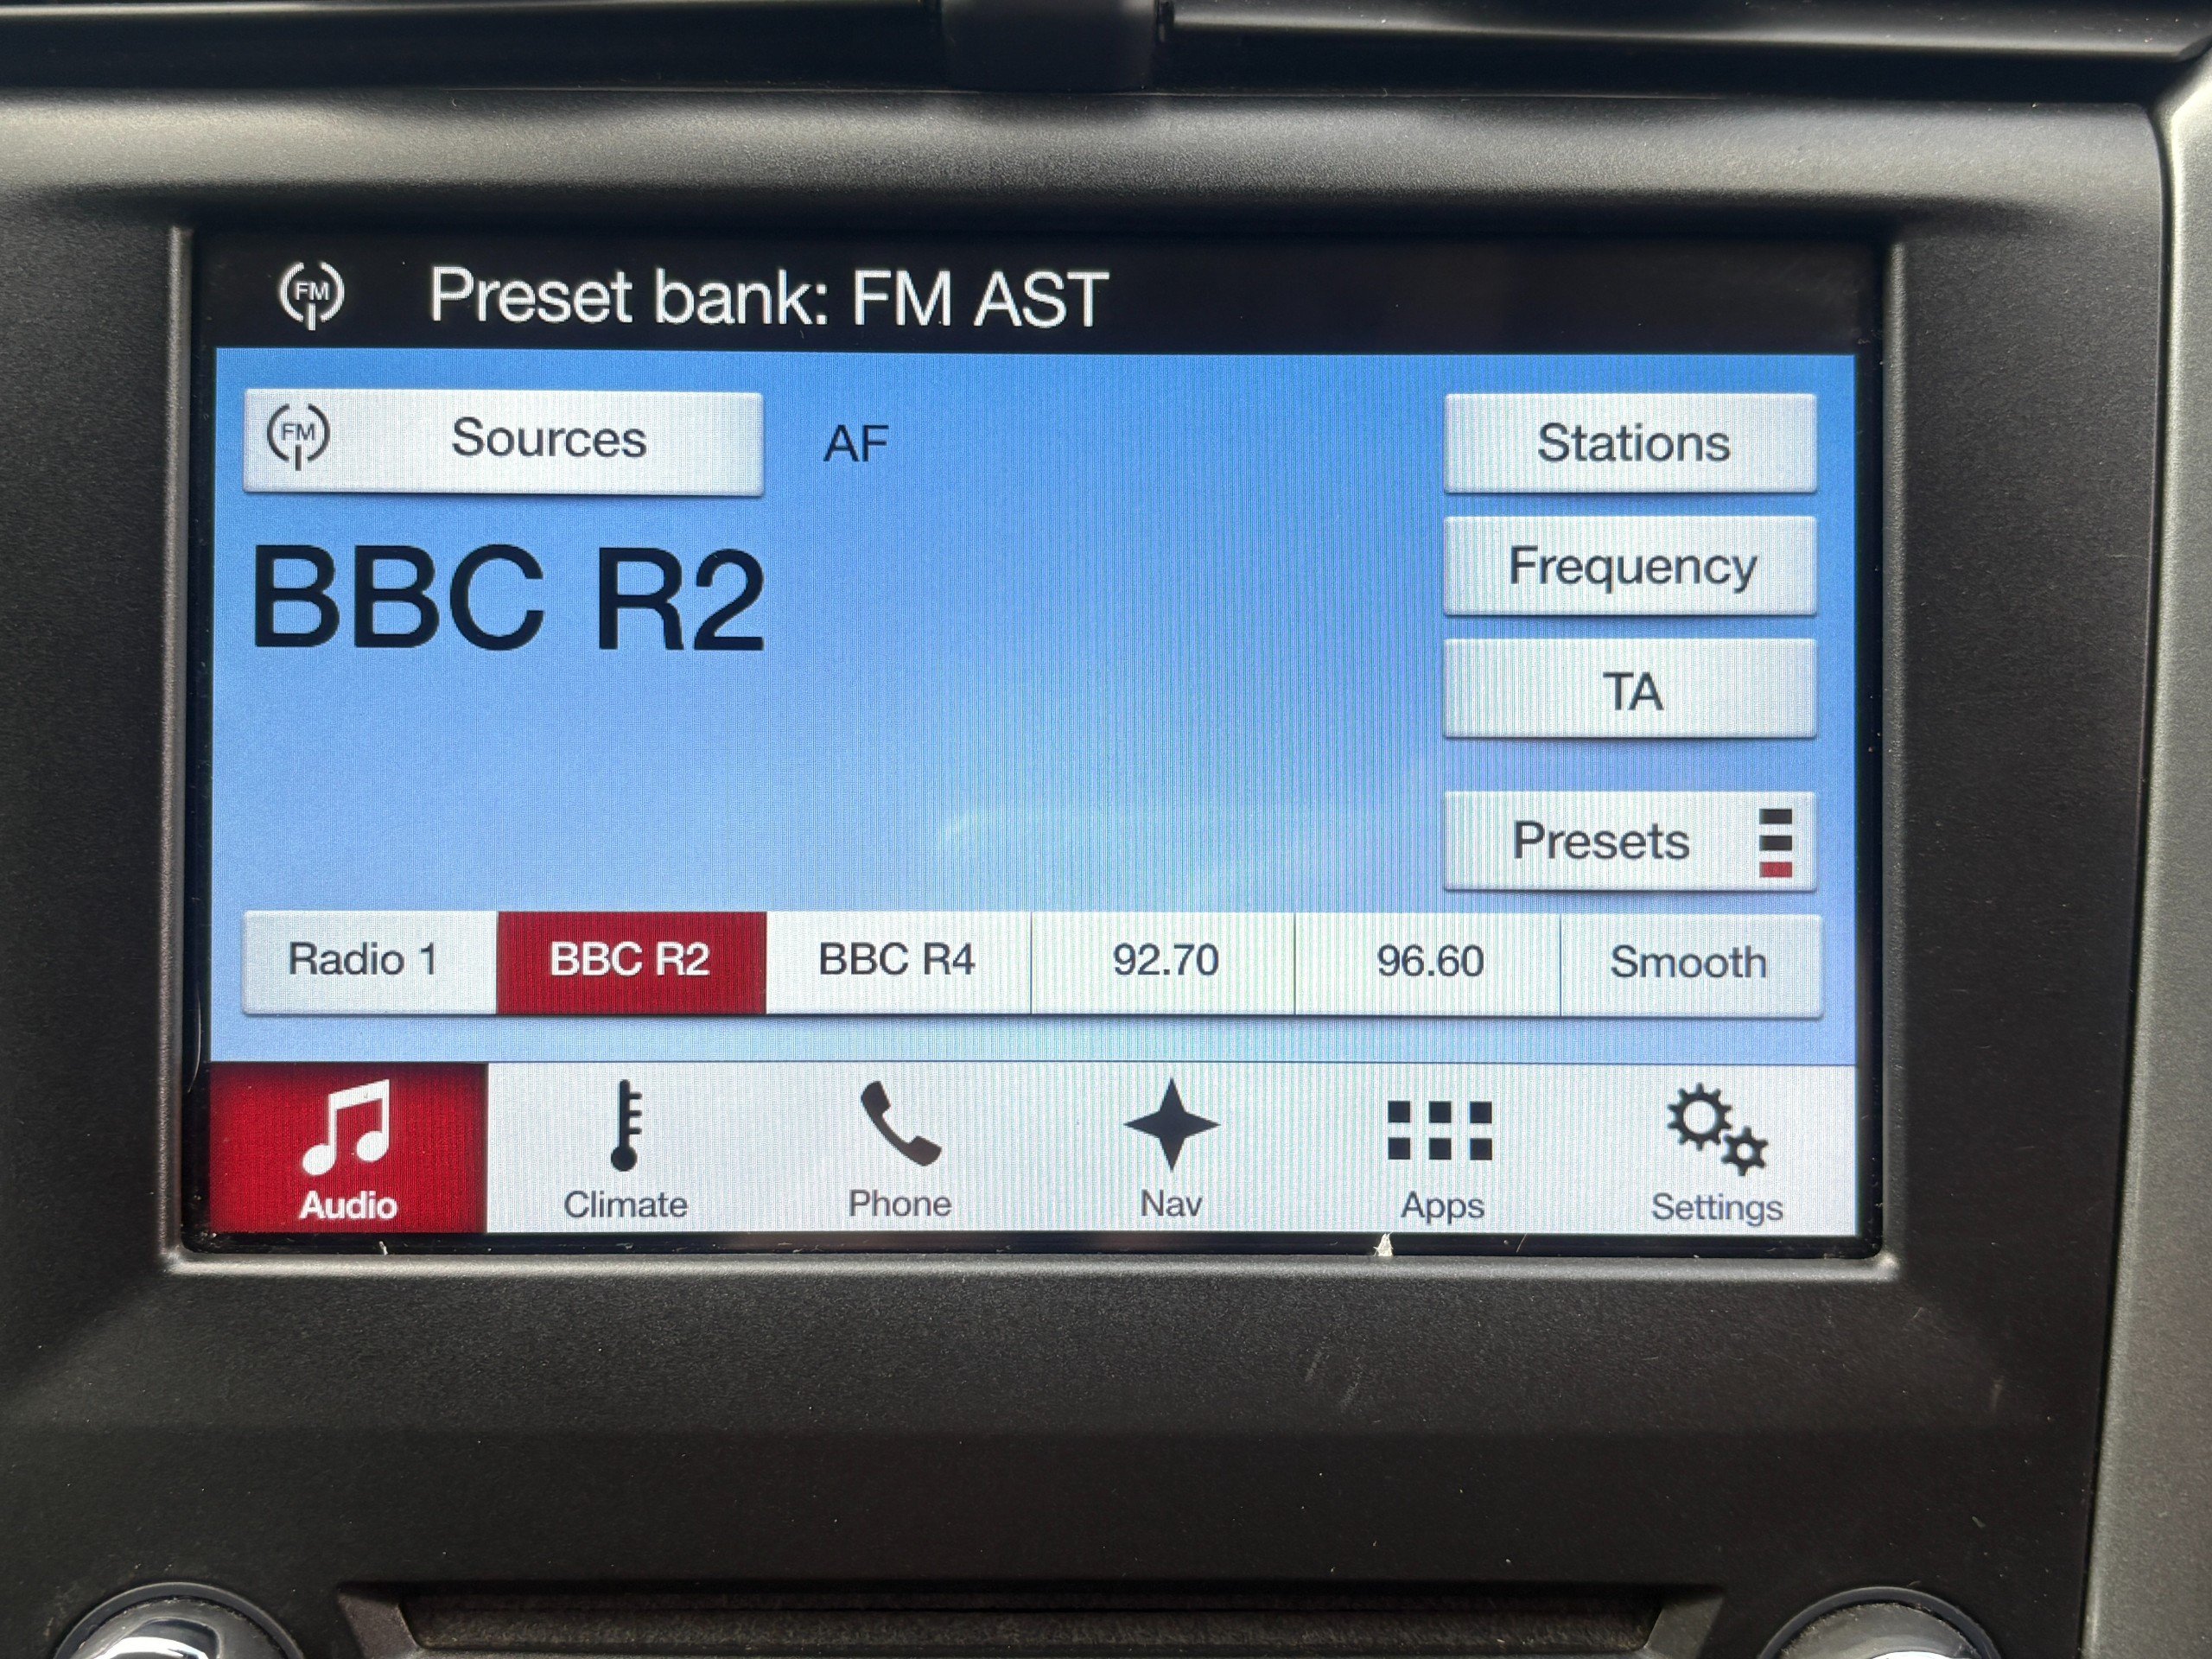 FM Preset bank: FM AST
FM Sources AF Stations
BBC R2
Frequency
TA
Presets
Radio 1 BBC R2 BBC R4 92.70 96.60 Smooth
Audio Climate Phone Nav Apps Settings